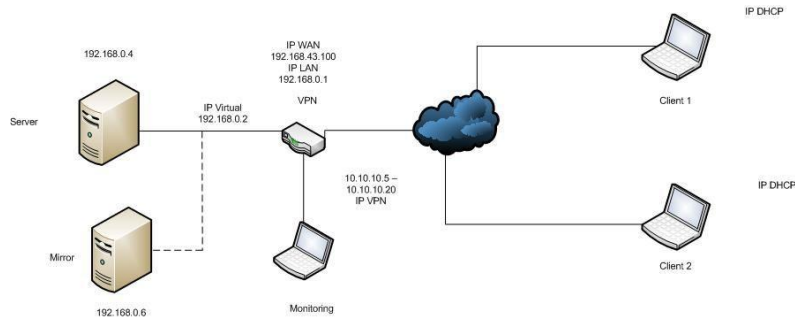 IP DHCP
192.168.0.4
IP WAN
192.168.43.100
IP LAN
192.168.0.1
VPN
Client 1
Server
IP Virtual
192.168.0.2
10.10.10.5 –
10.10.10.20
IP VPN
IP DHCP
Mirror
Client 2
192.168.0.6
Monitoring